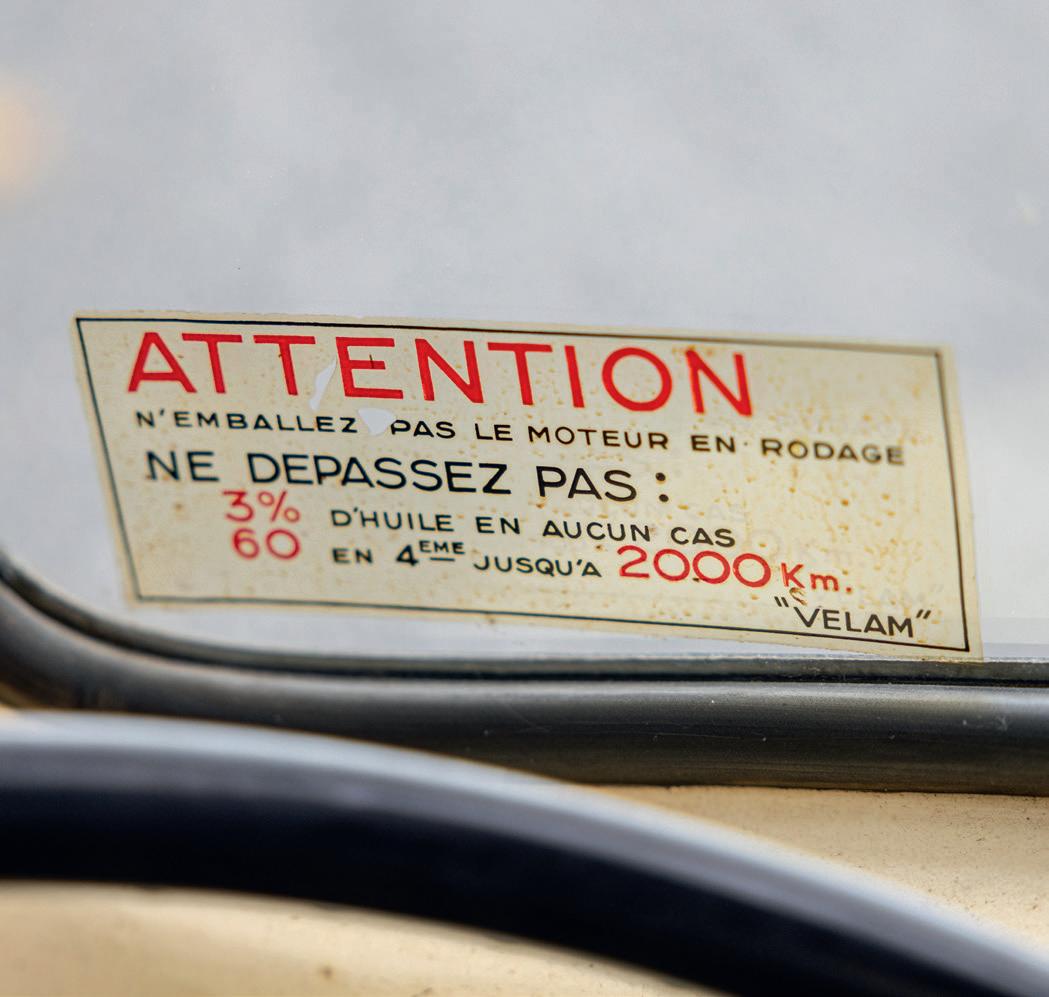 ATTENTION
N'EMBALLEZ PAS LE MOTEUR EN RODAGE
NE DEPASSEZ PAS :
3% D'HUILE EN AUCUN CAS
60 EN 4EME JUSQU'A 2000 Km.
"VELAM"